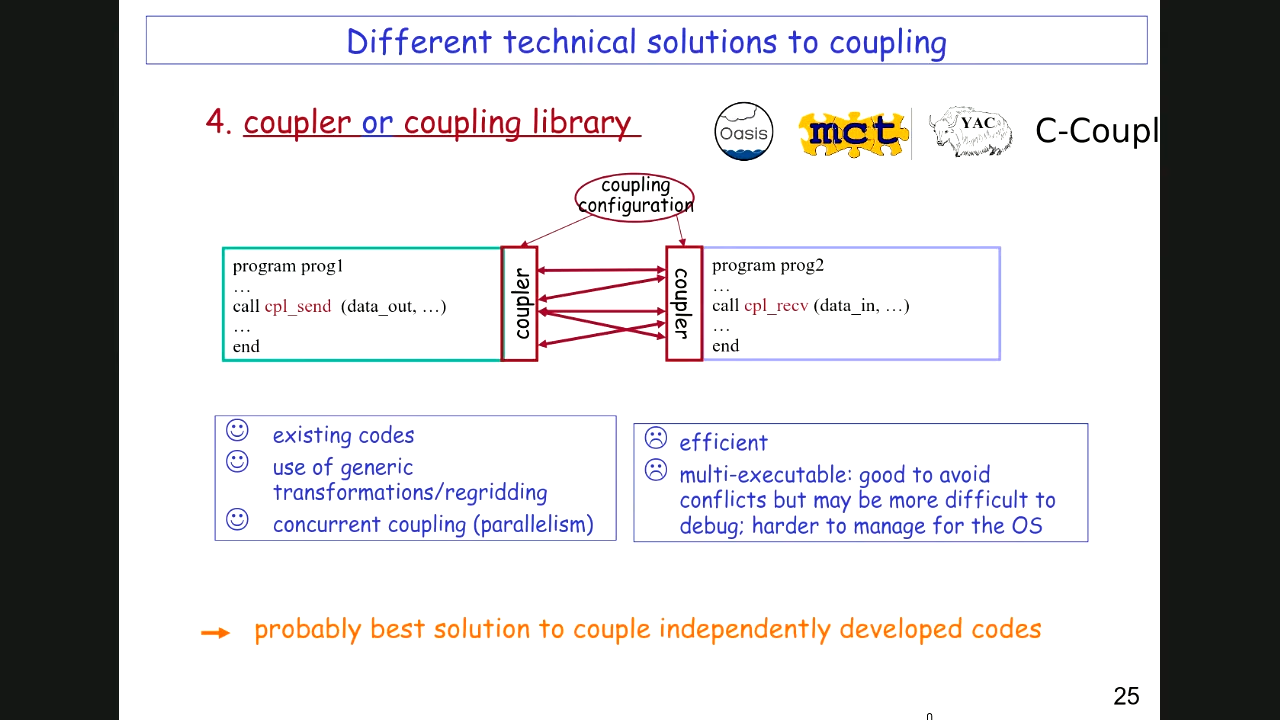 Different technical solutions to coupling
4. coupler or coupling library
Oasis
mct
YAC
C-Coupl
coupling
configuration
program prog1
…
call cpl_send (data_out, …)
…
end
coupler
coupler
program prog2
…
call cpl_recv (data_in, …)
…
end
existing codes
use of generic
transformations/regridding
concurrent coupling (parallelism)
efficient
multi-executable: good to avoid
conflicts but may be more difficult to
debug; harder to manage for the OS
probably best solution to couple independently developed codes
25